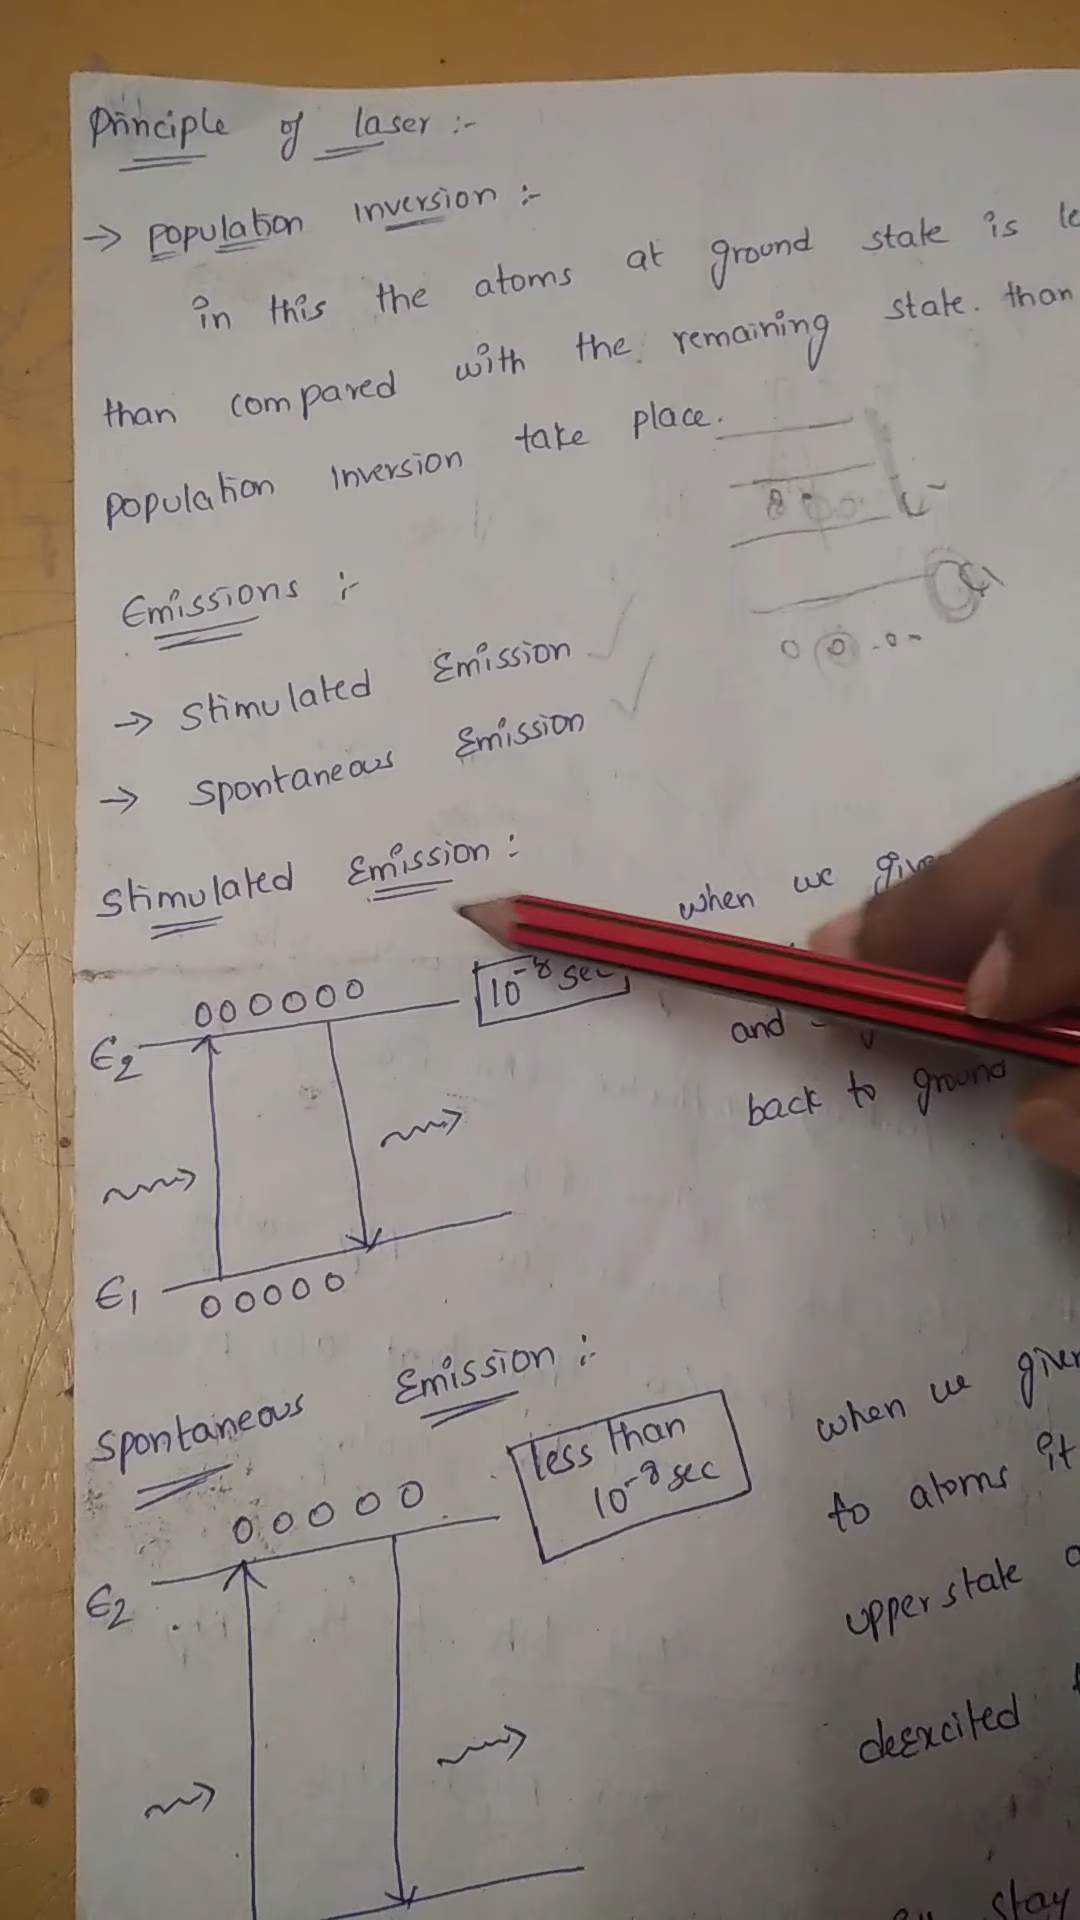 Principle of laser :-
→ Population inversion :-
in this the atoms at ground state is
than compared with the remaining state. than
population inversion take place.
Emissions :-
→ Stimulated Emission
→ Spontaneous Emission
Stimulated Emission :
when we
10⁻⁸ sec
and
back to ground
E2
E1
Spontaneous Emission :-
less than
10⁻⁸ sec
when we given
to atoms it
upper state
deexcited
E2
stay